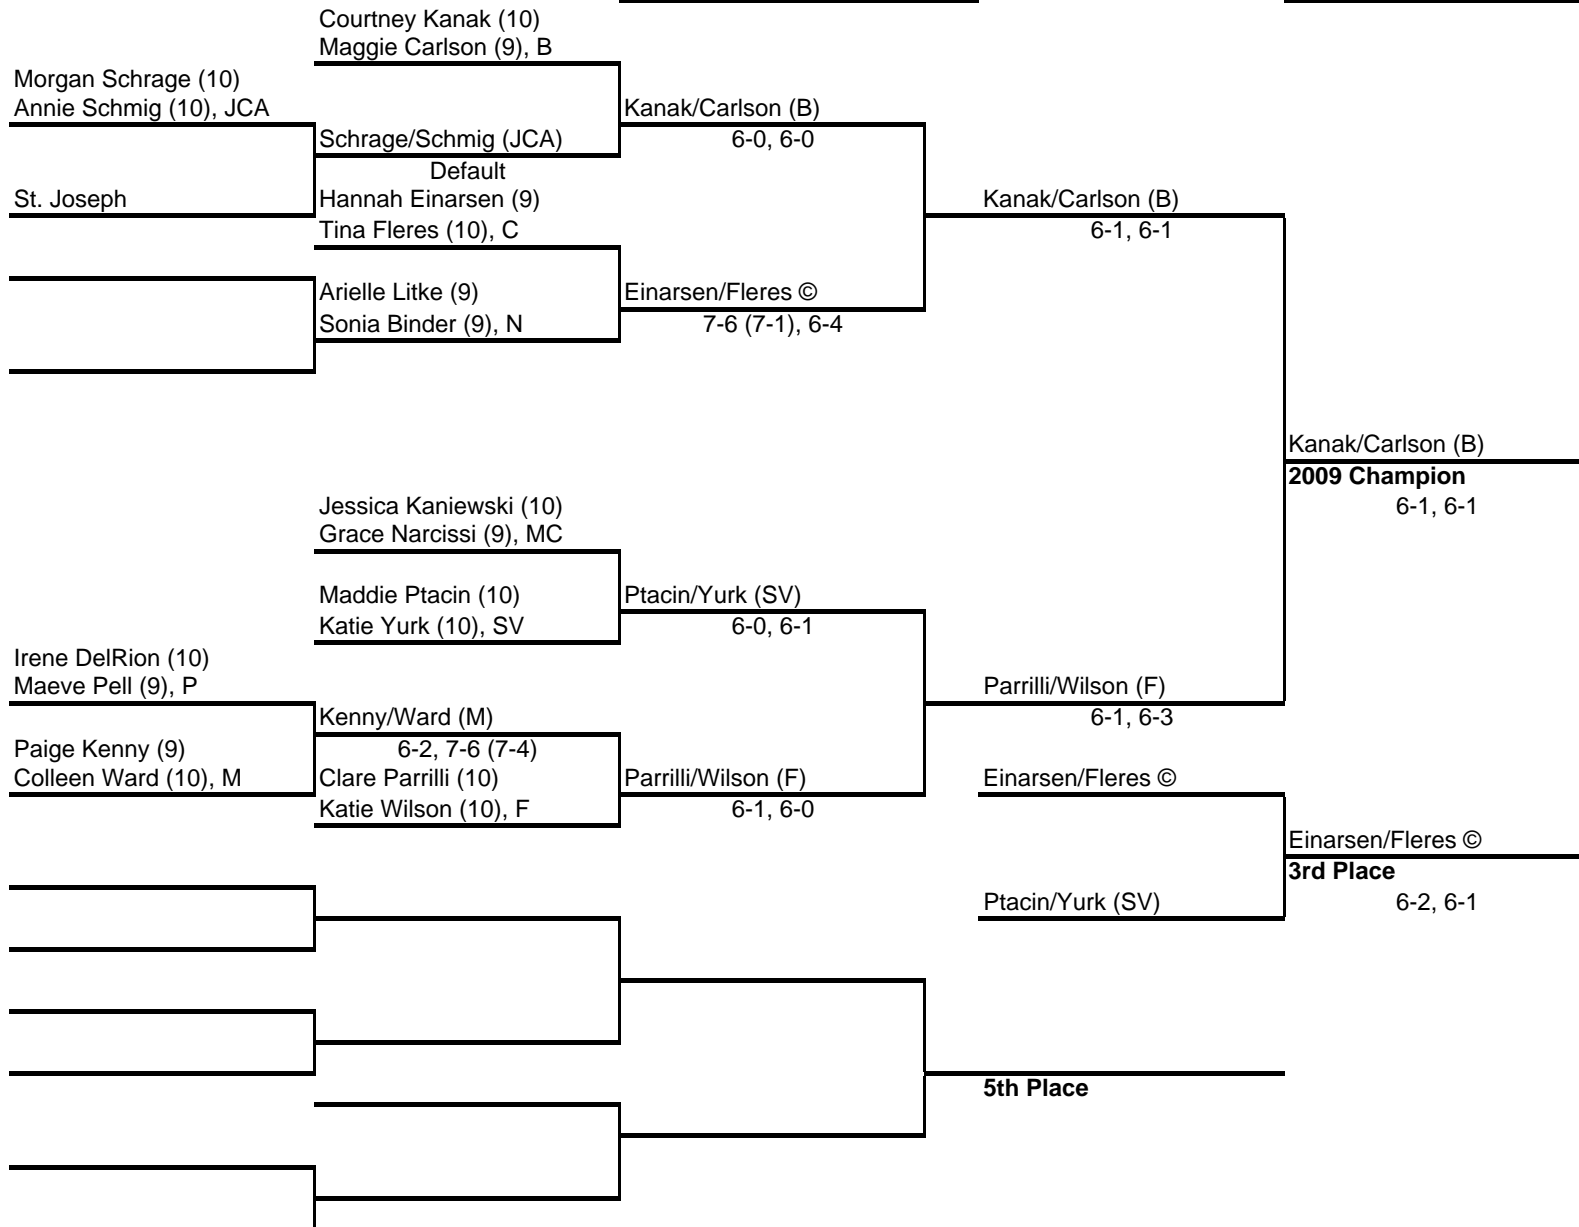 Courtney Kanak (10)
Maggie Carlson (9), B
Morgan Schrage (10)
Annie Schmig (10), JCA
Kanak/Carlson (B)
Schrage/Schmig (JCA)
6-0, 6-0
Default
St. Joseph
Hannah Einarsen (9)
Kanak/Carlson (B)
Tina Fleres (10), C
6-1, 6-1
Arielle Litke (9)
Einarsen/Fleres ©
Sonia Binder (9), N
7-6 (7-1), 6-4
Kanak/Carlson (B)
2009 Champion
6-1, 6-1
Jessica Kaniewski (10)
Grace Narcissi (9), MC
Maddie Ptacin (10)
Ptacin/Yurk (SV)
Katie Yurk (10), SV
6-0, 6-1
Irene DelRion (10)
Maeve Pell (9), P
Parrilli/Wilson (F)
Kenny/Ward (M)
6-1, 6-3
Paige Kenny (9)
6-2, 7-6 (7-4)
Colleen Ward (10), M
Clare Parrilli (10)
Parrilli/Wilson (F)
Einarsen/Fleres ©
Katie Wilson (10), F
6-1, 6-0
Einarsen/Fleres ©
3rd Place
Ptacin/Yurk (SV)
6-2, 6-1
5th Place